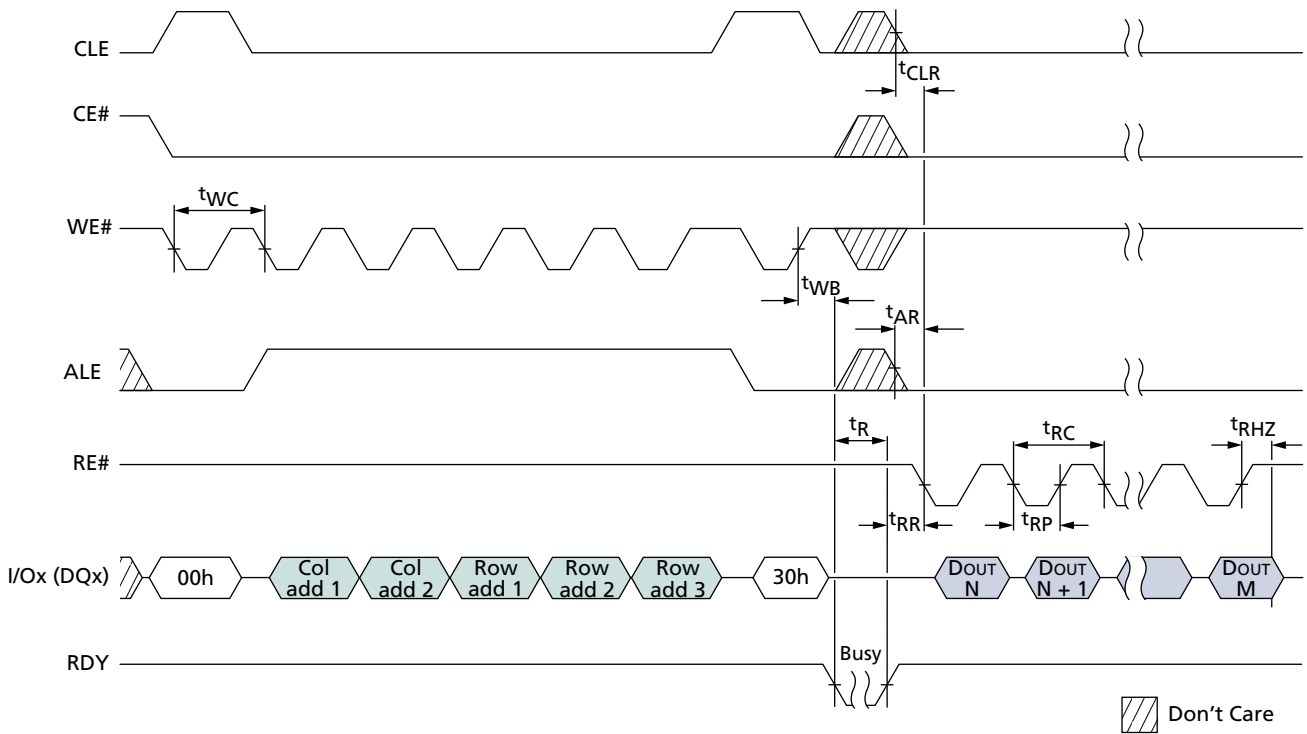 CLE
tCLR
CE#
tWC
WE#
tWB
tAR
ALE
tR
tRC
tRHZ
RE#
tRR
tRP
I/Ox (DQx)
00h
Col add 1
Col add 2
Row add 1
Row add 2
Row add 3
30h
DOUT N
DOUT N + 1
DOUT M
RDY
Busy
Don't Care